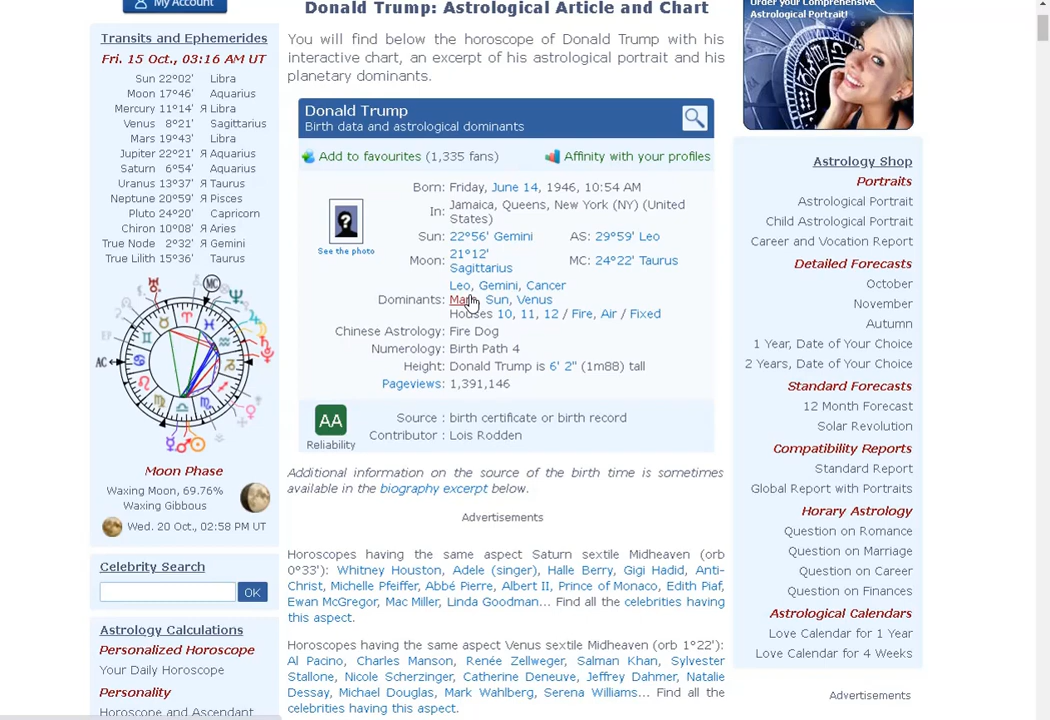 My Account
Transits and Ephemerides
Fri. 15 Oct., 03:16 AM UT
Sun 22°02' Libra
Moon 17°46' Aquarius
Mercury 11°14' Я Libra
Venus 8°21' Sagittarius
Mars 19°43' Libra
Jupiter 22°21' Я Aquarius
Saturn 6°54' Aquarius
Uranus 13°37' Я Taurus
Neptune 20°59' Я Pisces
Pluto 24°20' Capricorn
Chiron 10°08' Я Aries
True Node 2°32' Я Gemini
True Lilith 15°36' Taurus
MC
AC
Moon Phase
Waxing Moon, 69.76%
Waxing Gibbous
Wed. 20 Oct., 02:58 PM UT
Celebrity Search
OK
Astrology Calculations
Personalized Horoscope
Your Daily Horoscope
Personality
Horoscope and Ascendant
Donald Trump: Astrological Article and Chart
You will find below the horoscope of Donald Trump with his
interactive chart, an excerpt of his astrological portrait and his
planetary dominants.
Donald Trump
Birth data and astrological dominants
Add to favourites (1,335 fans)
Affinity with your profiles
See the photo
Born: Friday, June 14, 1946, 10:54 AM
In: Jamaica, Queens, New York (NY) (United
States)
Sun: 22°56' Gemini AS: 29°59' Leo
Moon: 21°12'
Sagittarius MC: 24°22' Taurus
Leo, Gemini, Cancer
Dominants: Mars, Sun, Venus
Houses 10, 11, 12 / Fire, Air / Fixed
Chinese Astrology: Fire Dog
Numerology: Birth Path 4
Height: Donald Trump is 6' 2" (1m88) tall
Pageviews: 1,391,146
AA
Reliability
Source : birth certificate or birth record
Contributor : Lois Rodden
Additional information on the source of the birth time is sometimes
available in the biography excerpt below.
Advertisements
Horoscopes having the same aspect Saturn sextile Midheaven (orb
0°33'): Whitney Houston, Adele (singer), Halle Berry, Gigi Hadid, Anti-
Christ, Michelle Pfeiffer, Abbé Pierre, Albert II, Prince of Monaco, Edith Piaf,
Ewan McGregor, Mac Miller, Linda Goodman... Find all the celebrities having
this aspect.
Horoscopes having the same aspect Venus sextile Midheaven (orb 1°22'):
Al Pacino, Charles Manson, Renée Zellweger, Salman Khan, Sylvester
Stallone, Nicole Scherzinger, Catherine Deneuve, Jeffrey Dahmer, Natalie
Dessay, Michael Douglas, Mark Wahlberg, Serena Williams... Find all the
celebrities having this aspect.
Order your Comprehensive
Astrological Portrait!
Astrology Shop
Portraits
Astrological Portrait
Child Astrological Portrait
Career and Vocation Report
Detailed Forecasts
October
November
Autumn
1 Year, Date of Your Choice
2 Years, Date of Your Choice
Standard Forecasts
12 Month Forecast
Solar Revolution
Compatibility Reports
Standard Report
Global Report with Portraits
Horary Astrology
Question on Romance
Question on Marriage
Question on Career
Question on Finances
Astrological Calendars
Love Calendar for 1 Year
Love Calendar for 4 Weeks
Advertisements